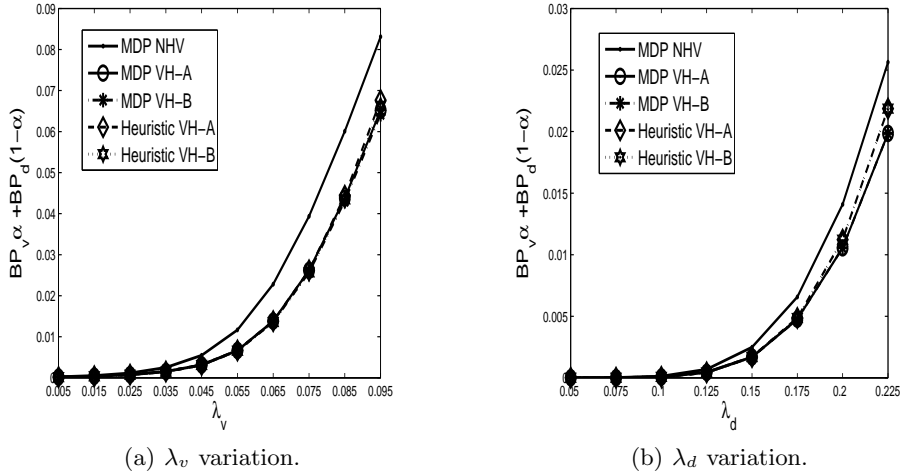 BP_vα +BP_d(1−α)
0.09
0.08
0.07
0.06
0.05
0.04
0.03
0.02
0.01
0
MDP NHV
MDP VH−A
MDP VH−B
Heuristic VH−A
Heuristic VH−B
0.005 0.015 0.025 0.035 0.045 0.055 0.065 0.075 0.085 0.095
λ_v
(a) λ_v variation.
BP_vα +BP_d(1−α)
0.03
0.025
0.02
0.015
0.01
0.005
0
MDP NHV
MDP VH−A
MDP VH−B
Heuristic VH−A
Heuristic VH−B
0.05 0.075 0.1 0.125 0.15 0.175 0.2 0.225
λ_d
(b) λ_d variation.